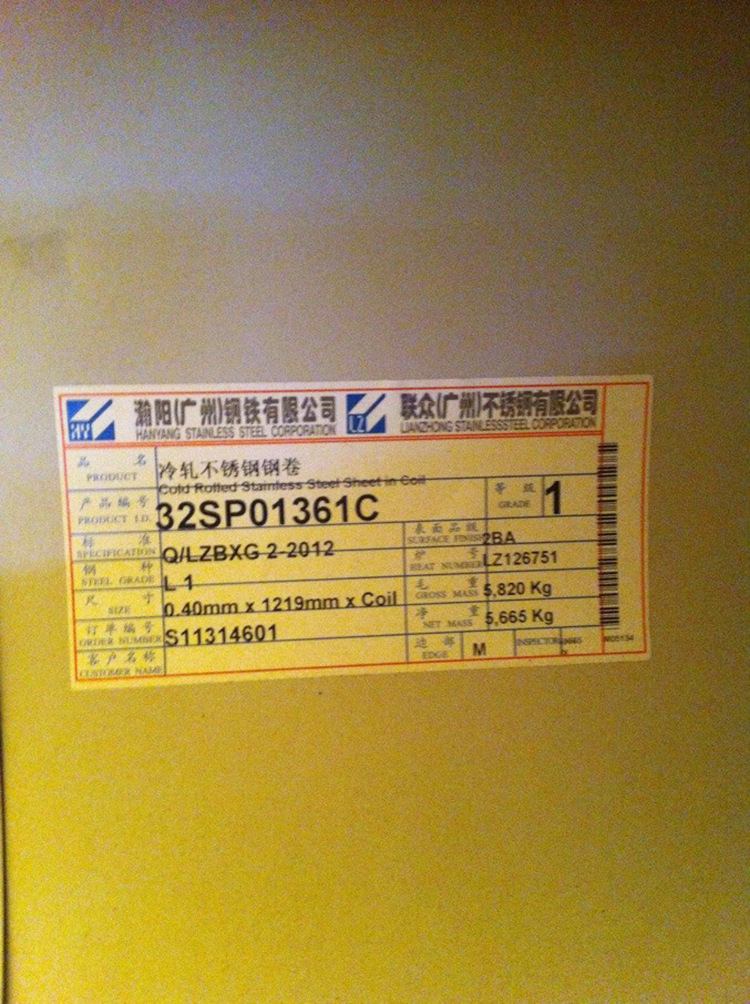 HY 瀚阳(广州)钢铁有限公司 LZ 联众(广州)不锈钢有限公司
HANYANG STAINLESS STEEL CORPORATION LIANZHONG STAINLESSSTEEL CORPORATION
品 名 冷轧不锈钢钢卷
PRODUCT Cold Rolled Stainless Steel Sheet in Coil
产品编号 32SP01361C 等 级 1
PRODUCT I.D. GRADE
标 准 Q/LZBXG 2-2012 表面品级 2BA
SPECIFICATION SURFACE FINISH
钢 种 L 1 炉 号 LZ126751
STEEL GRADE HEAT NUMBER
尺 寸 0.40mm x 1219mm x Coil 毛 重 5,820 Kg
SIZE GROSS MASS
订单编号 S11314601 净 重 5,665 Kg
ORDER NUMBER NET MASS
客户名称 边 部 M INSPECTOR
CUSTOMER NAME EDGE
M05134